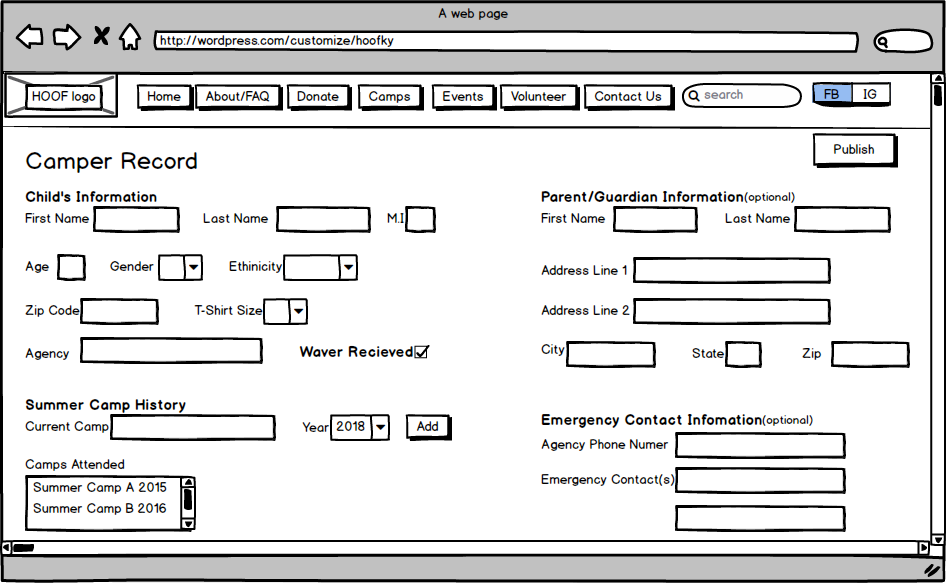 A web page
http://wordpress.com/customize/hoofky
HOOF logo Home About/FAQ Donate Camps Events Volunteer Contact Us search FB IG
Publish
Camper Record
Child's Information
First Name Last Name M.I
Age Gender Ethinicity
Zip Code T-Shirt Size
Agency Waver Recieved
Summer Camp History
Current Camp Year 2018 Add
Camps Attended
Summer Camp A 2015
Summer Camp B 2016
Parent/Guardian Information(optional)
First Name Last Name
Address Line 1
Address Line 2
City State Zip
Emergency Contact Infomation(optional)
Agency Phone Numer
Emergency Contact(s)